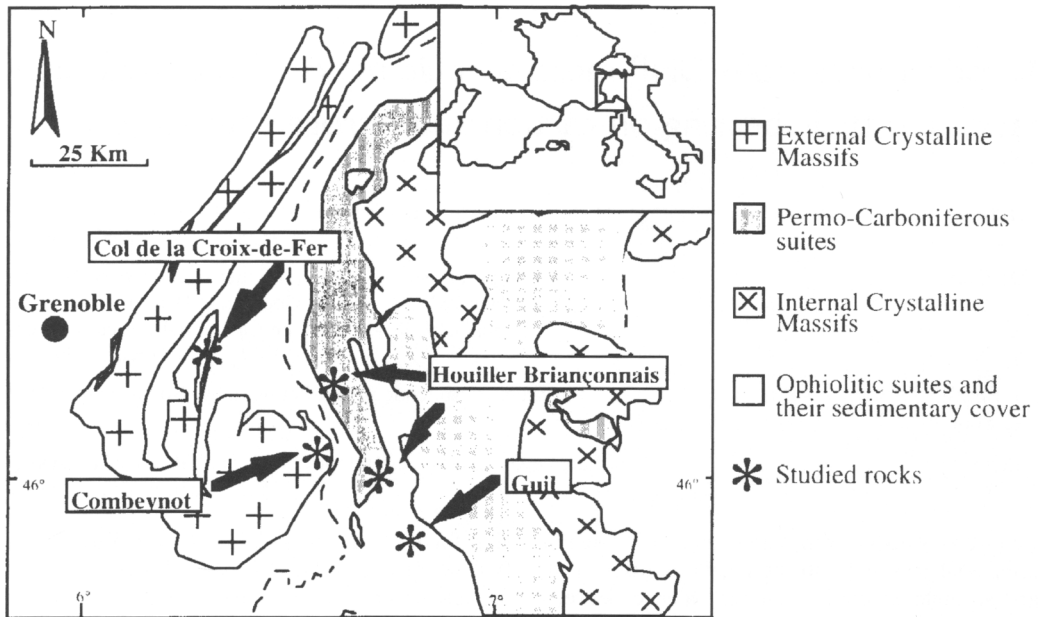 N
25 Km
Col de la Croix-de-Fer
Grenoble
Houiller Briançonnais
Combeynot
Guil
46°
46°
6°
7°
External Crystalline
Massifs
Permo-Carboniferous
suites
Internal Crystalline
Massifs
Ophiolitic suites and
their sedimentary cover
Studied rocks